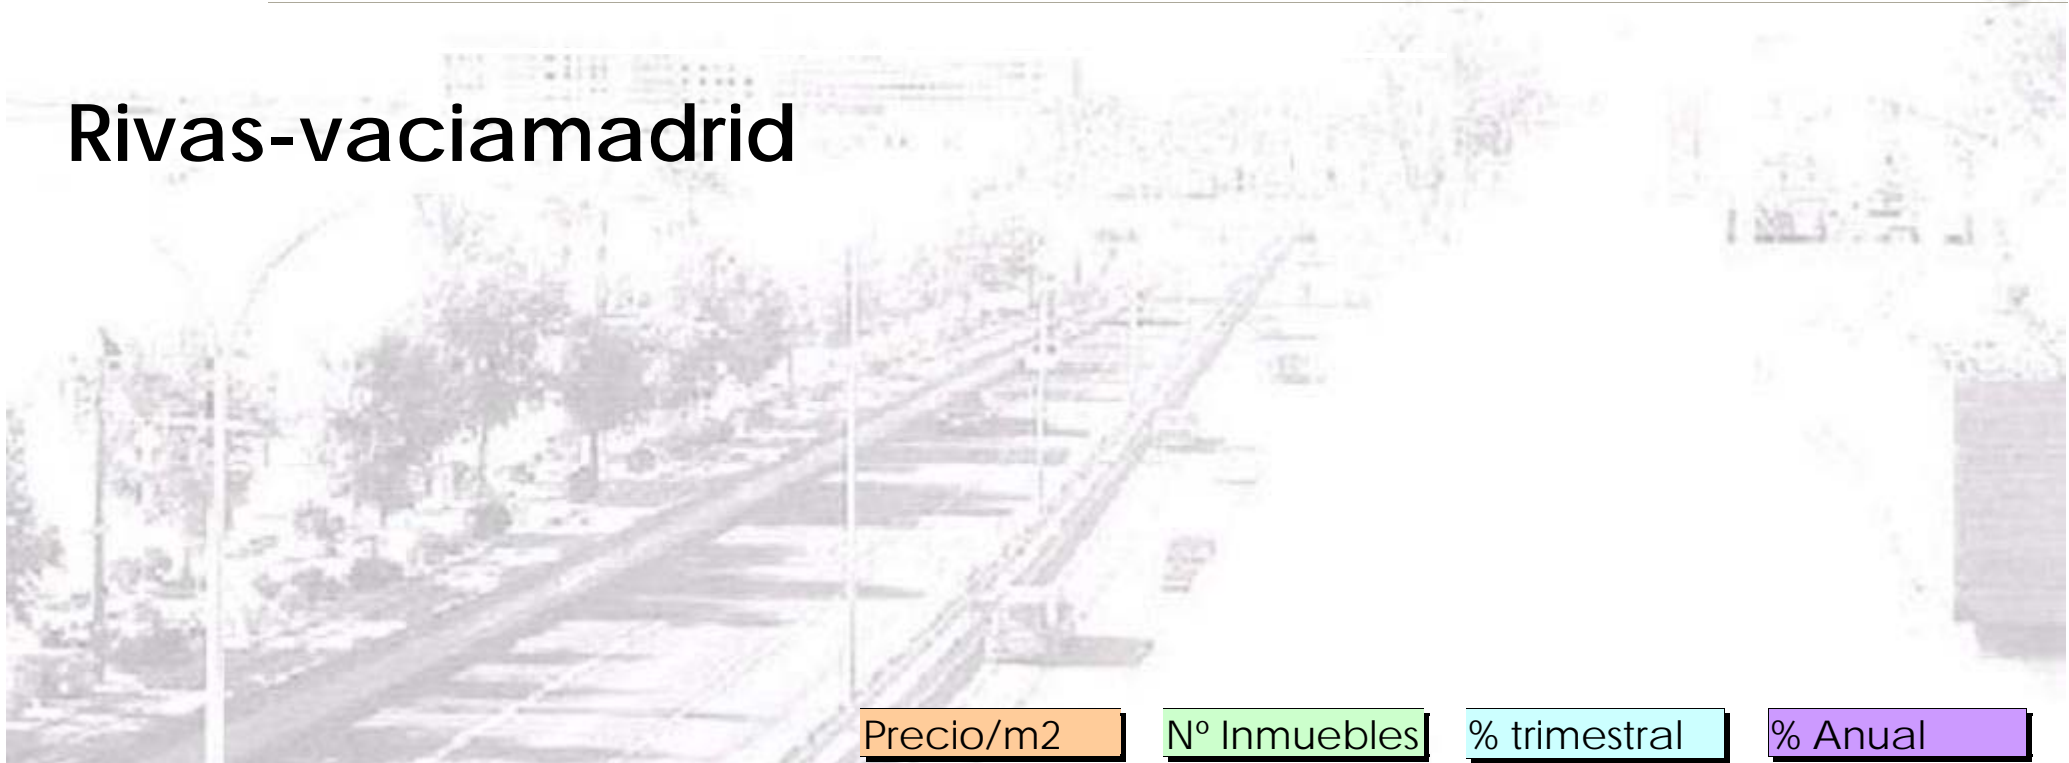 Rivas-vaciamadrid
Precio/m2 Nº Inmuebles % trimestral % Anual